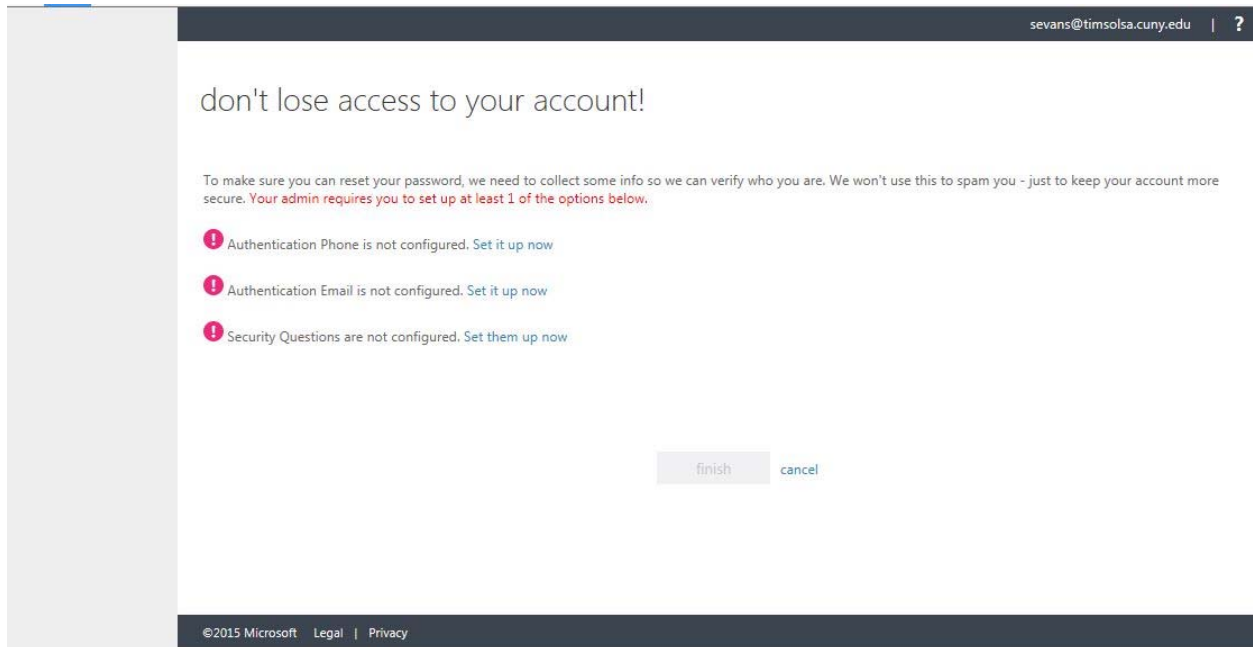 sevans@timsolsa.cuny.edu | ?
don't lose access to your account!
To make sure you can reset your password, we need to collect some info so we can verify who you are. We won't use this to spam you - just to keep your account more
secure. Your admin requires you to set up at least 1 of the options below.
! Authentication Phone is not configured. Set it up now
! Authentication Email is not configured. Set it up now
! Security Questions are not configured. Set them up now
finish cancel
©2015 Microsoft Legal | Privacy